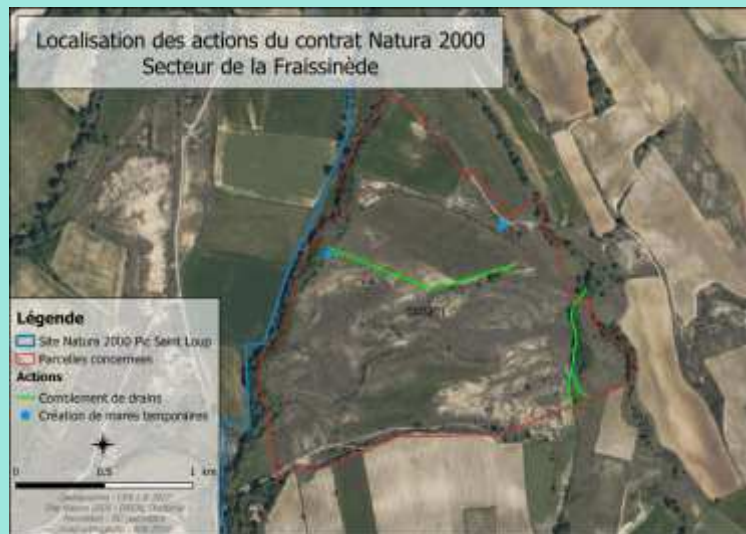 Localisation des actions du contrat Natura 2000
Secteur de la Fraissinède
Légende
Site Natura 2000 Pic Saint Loup
Parcelles concernées
Actions
Comblement de drains
Création de mares temporaires
0 0.5 1 km